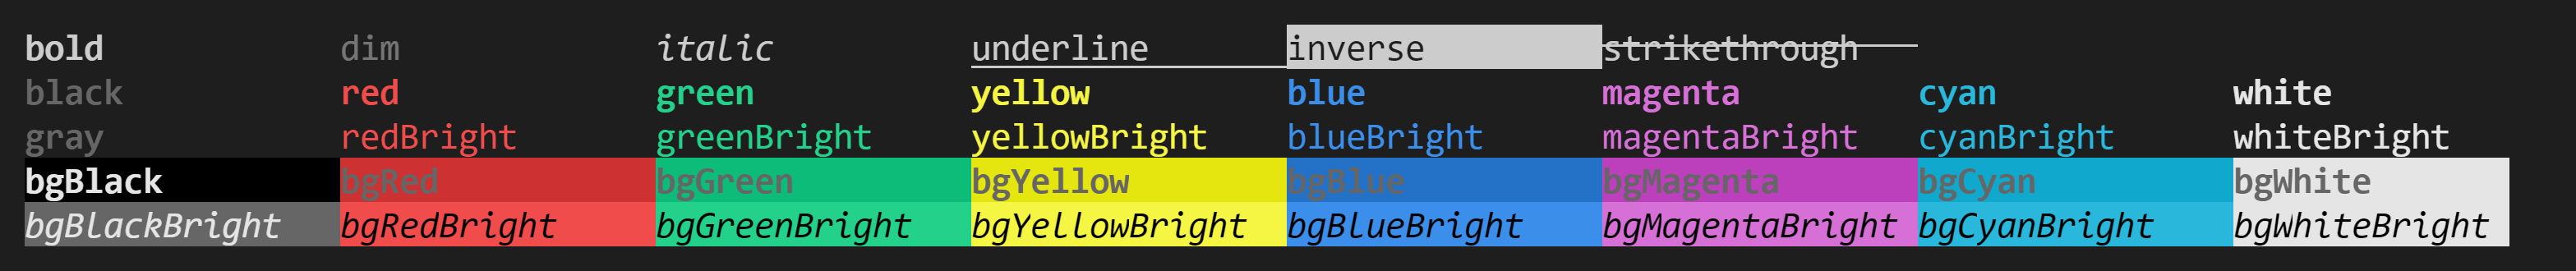 bold dim italic underline inverse strikethrough
black red green yellow blue magenta cyan white
gray redBright greenBright yellowBright blueBright magentaBright cyanBright whiteBright
bgBlack bgRed bgGreen bgYellow bgBlue bgMagenta bgCyan bgWhite
bgBlackBright bgRedBright bgGreenBright bgYellowBright bgBlueBright bgMagentaBright bgCyanBright bgWhiteBright